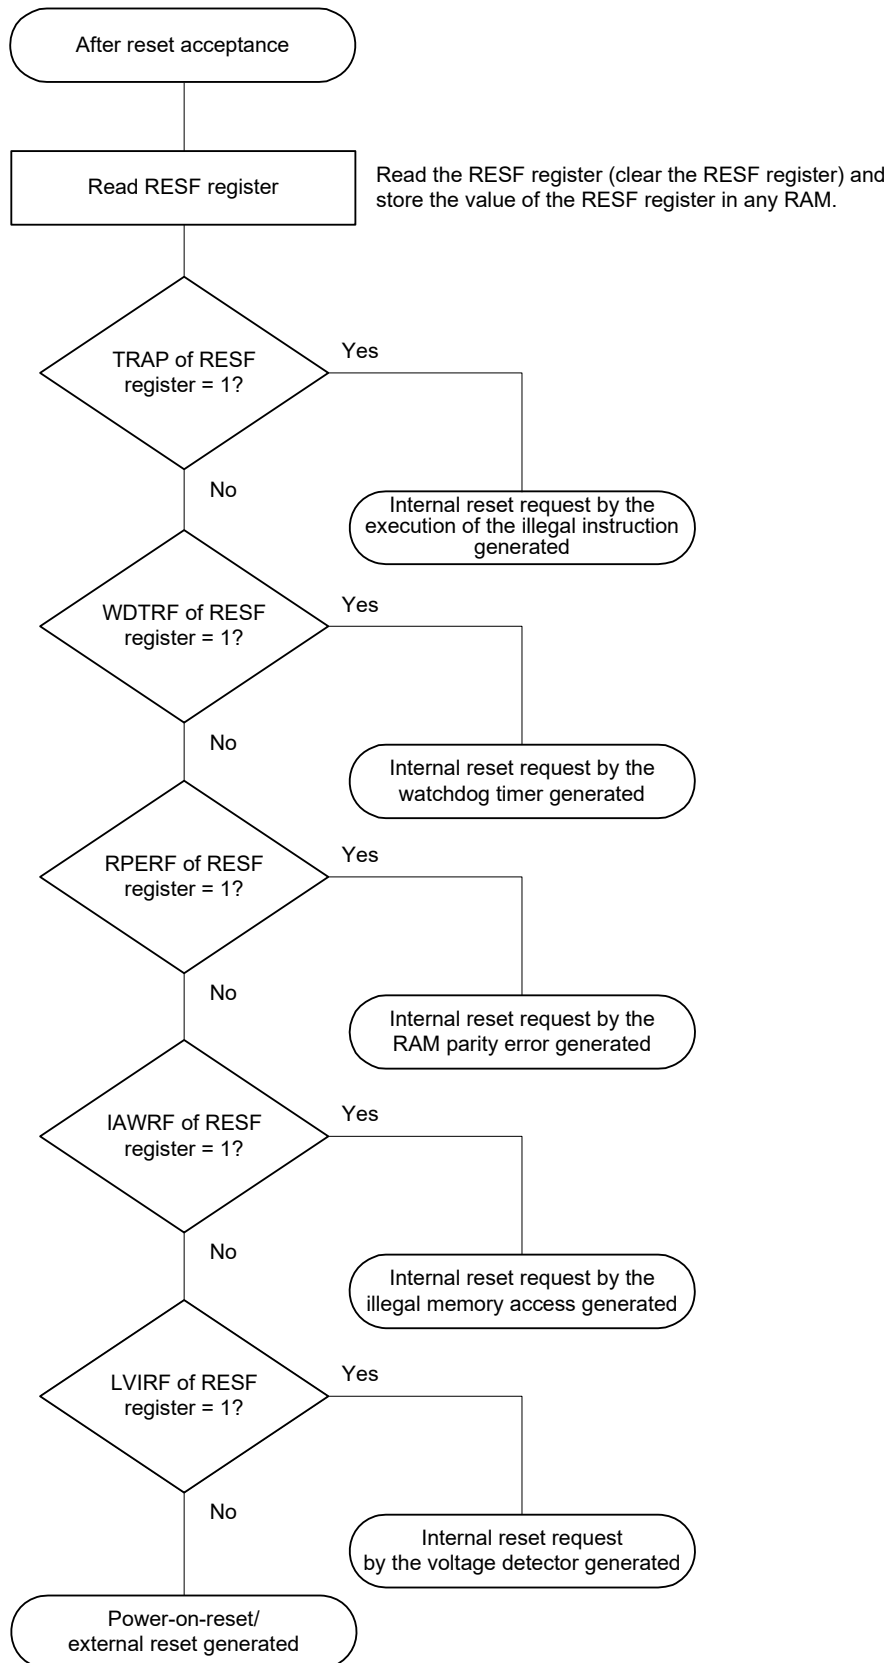 After reset acceptance
Read RESF register
Read the RESF register (clear the RESF register) and
store the value of the RESF register in any RAM.
TRAP of RESF
register = 1?
Yes
No
Internal reset request by the
execution of the illegal instruction
generated
WDTRF of RESF
register = 1?
Yes
No
Internal reset request by the
watchdog timer generated
RPERF of RESF
register = 1?
Yes
No
Internal reset request by the
RAM parity error generated
IAWRF of RESF
register = 1?
Yes
No
Internal reset request by the
illegal memory access generated
LVIRF of RESF
register = 1?
Yes
No
Internal reset request
by the voltage detector generated
Power-on-reset/
external reset generated